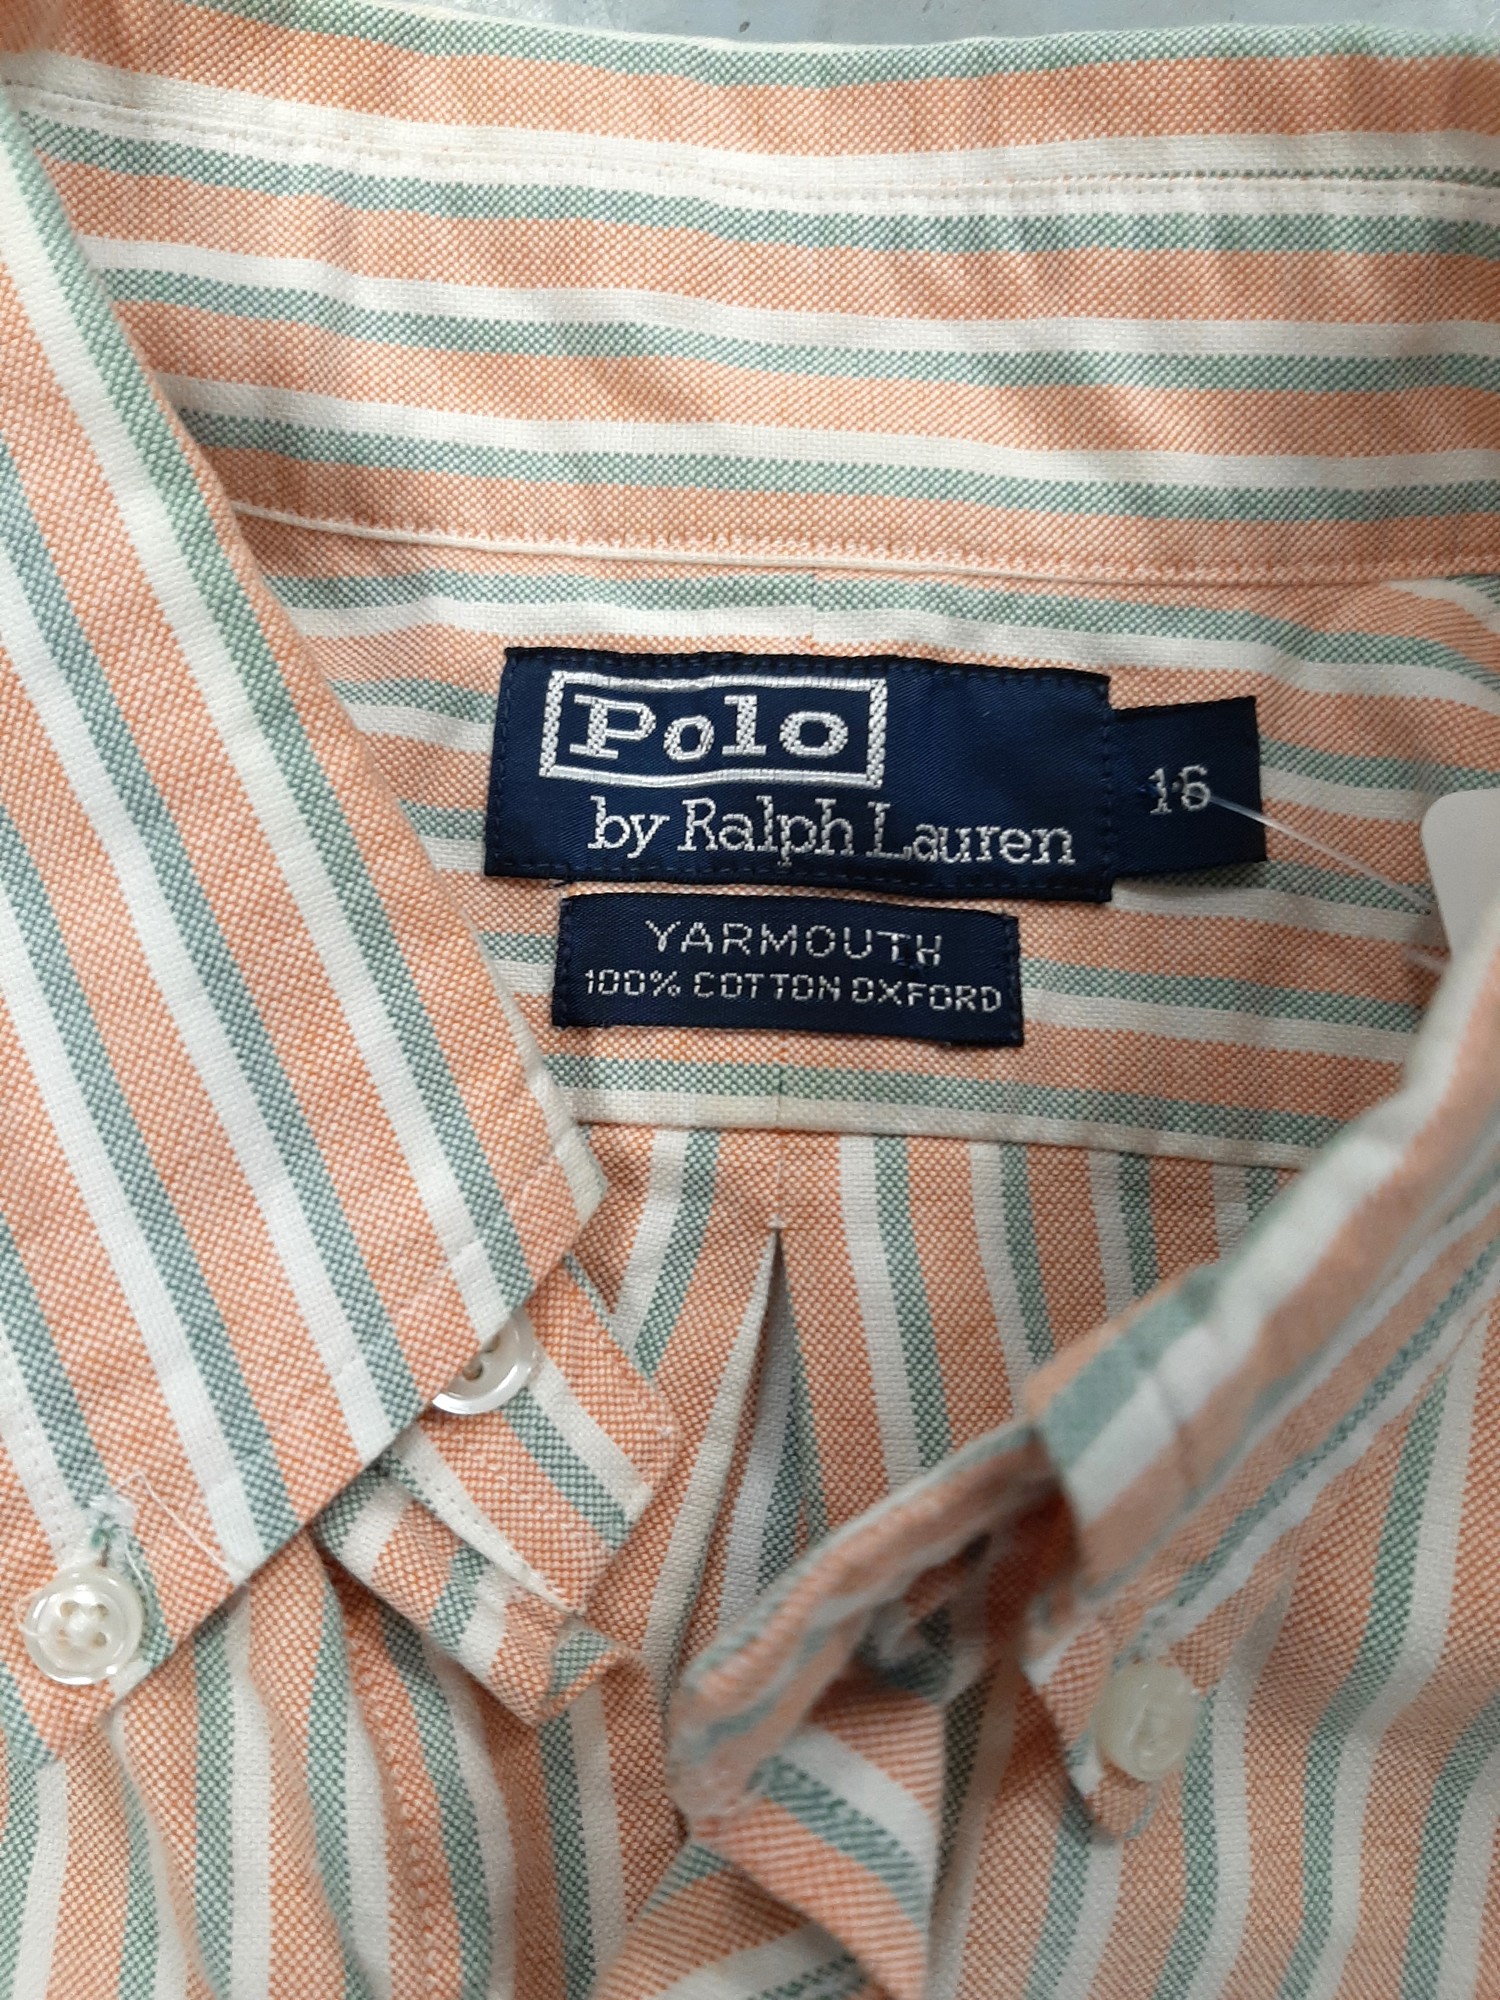 Polo
by Ralph Lauren
16
YARMOUTH
100% COTTON OXFORD